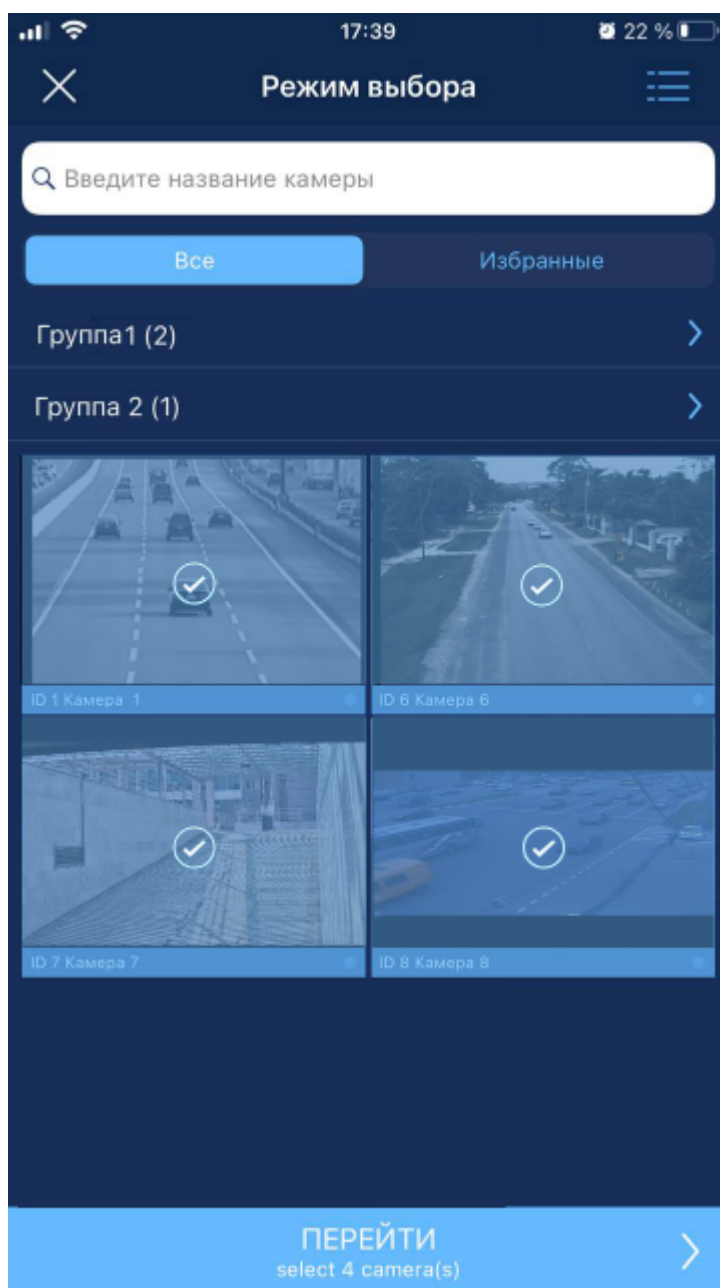 17:39
22 %
Режим выбора
Введите название камеры
Все
Избранные
Группа1 (2)
Группа 2 (1)
ID 1 Камера 1
ID 6 Камера 6
ID 7 Камера 7
ID 8 Камера 8
ПЕРЕЙТИ
select 4 camera(s)